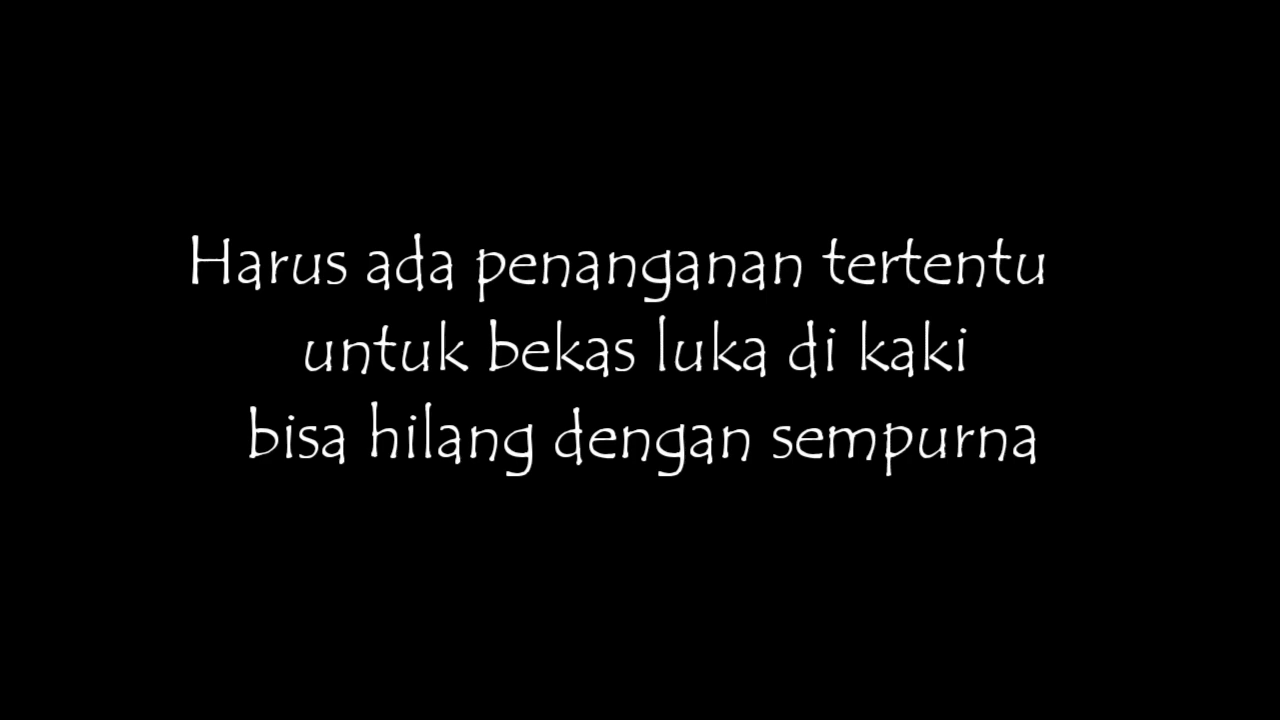 Harus ada penanganan tertentu
untuk bekas luka di kaki
bisa hilang dengan sempurna